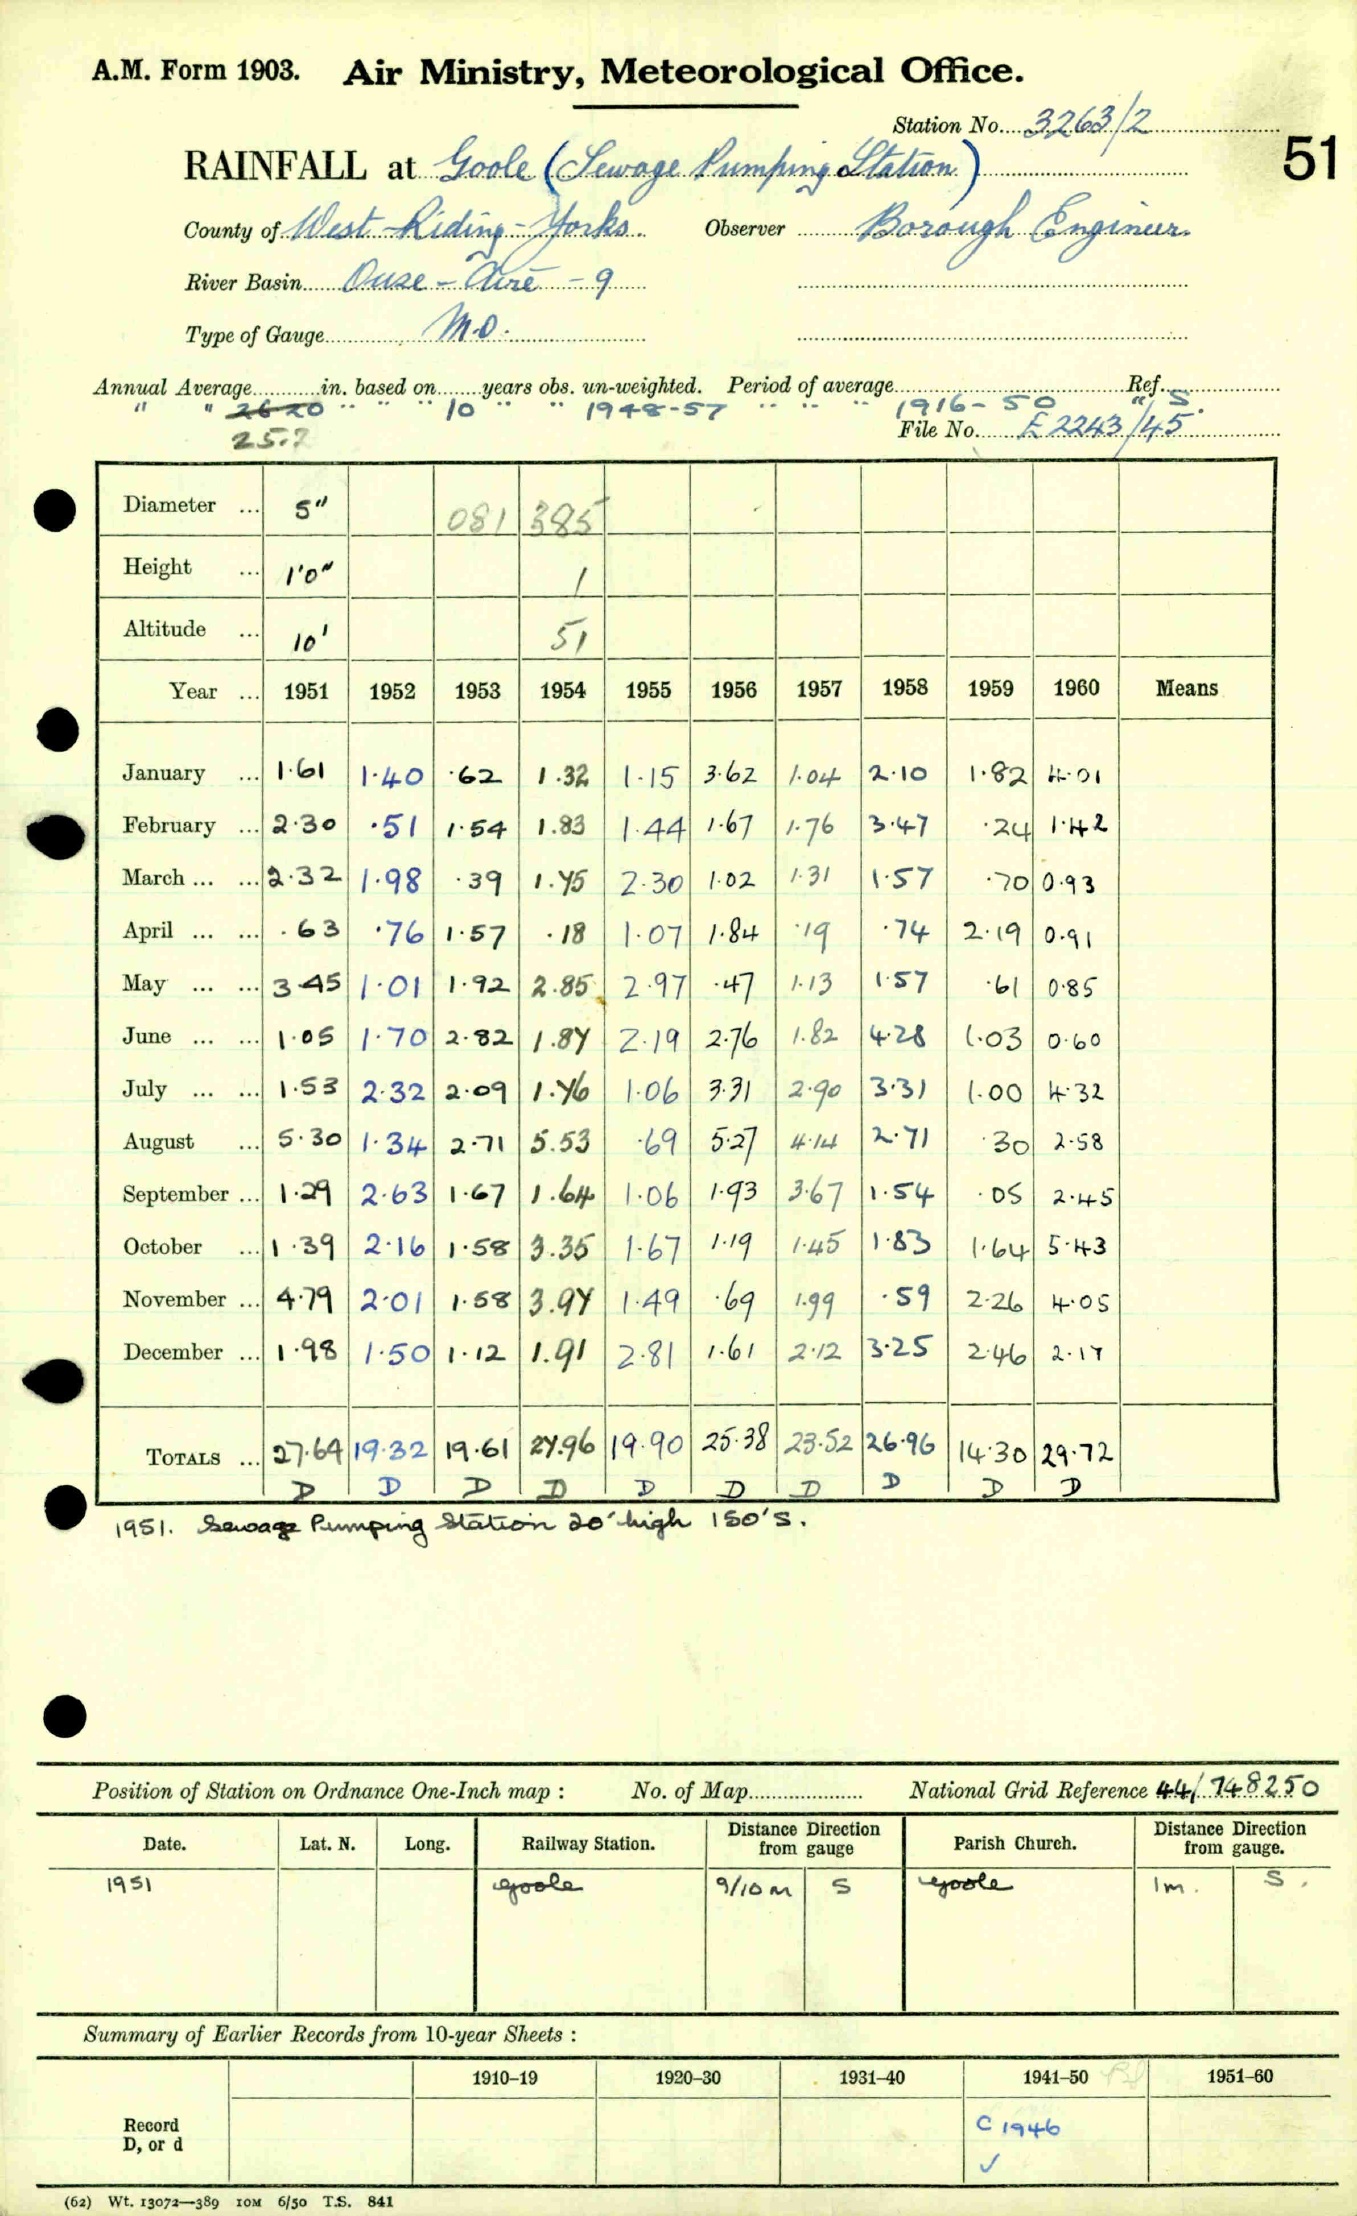 A.M. Form 1903. Air Ministry, Meteorological Office.
Station No. 3263/2
51
RAINFALL at Goole (Sewage Pumping Station)
County of West Riding - Yorks. Observer Borough Engineer.
River Basin Ouse - Aire - 9
Type of Gauge M.O.
Annual Average in. based on years obs. un-weighted. Period of average Ref.
" " 26.20 " " " 10 " " 1948-57 " " " 1916-50 " S.
25.7
File No. E 2243/45
Diameter ... 5" 081 385
Height ... 1'0" 1
Altitude ... 10' 51
Year ... 1951 1952 1953 1954 1955 1956 1957 1958 1959 1960 Means
January ... 1.61 1.40 .62 1.32 1.15 3.62 1.04 2.10 1.82 4.01
February ... 2.30 .51 1.54 1.83 1.44 1.67 1.76 3.47 .24 1.42
March ... ... 2.32 1.98 .39 1.75 2.30 1.02 1.31 1.57 .70 0.93
April ... ... .63 .76 1.57 .18 1.07 1.84 .19 .74 2.19 0.91
May ... ... 3.45 1.01 1.92 2.85 2.97 .47 1.13 1.57 .61 0.85
June ... ... 1.05 1.70 2.82 1.87 2.19 2.76 1.82 4.28 1.03 0.60
July ... ... 1.53 2.32 2.09 1.76 1.06 3.31 2.90 3.31 1.00 4.32
August ... 5.30 1.34 2.71 5.53 .69 5.27 4.14 2.71 .30 2.58
September ... 1.29 2.63 1.67 1.64 1.06 1.93 3.67 1.54 .05 2.45
October ... 1.39 2.16 1.58 3.35 1.67 1.19 1.45 1.83 1.64 5.43
November ... 4.79 2.01 1.58 3.97 1.49 .69 1.99 .59 2.26 4.05
December ... 1.98 1.50 1.12 1.91 2.81 1.61 2.12 3.25 2.46 2.17
TOTALS ... 27.64 19.32 19.61 27.96 19.90 25.38 23.52 26.96 14.30 29.72
D D D D D D D D D D
1951. Sewage Pumping Station 20' high 150'S.
Position of Station on Ordnance One-Inch map : No. of Map National Grid Reference 44/748250
Date. Lat. N. Long. Railway Station. Distance Direction from gauge Parish Church. Distance Direction from gauge.
1951 Goole 9/10 m S Goole 1m. S.
Summary of Earlier Records from 10-year Sheets :
1910–19 1920–30 1931–40 1941–50 1951–60
Record D, or d C 1946
✓
(62) Wt. 13072—389 10M 6/50 T.S. 841